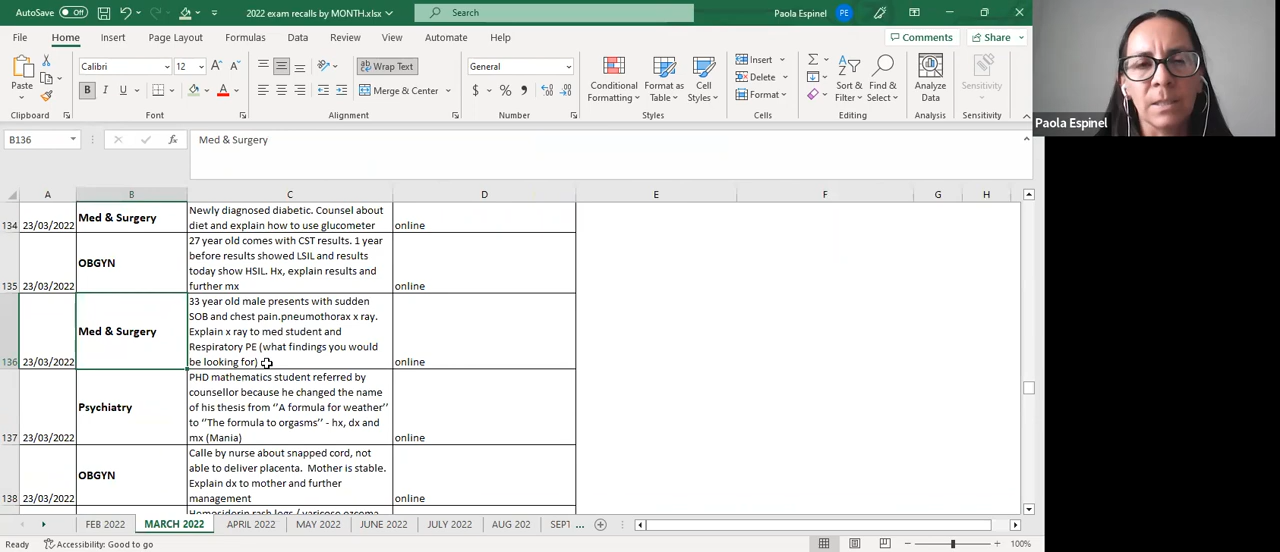 AutoSave Off 2022 exam recalls by MONTH.xlsx Search Paola Espinel PE
File Home Insert Page Layout Formulas Data Review View Automate Help Comments Share
Paste Calibri 12 Wrap Text General Conditional Formatting Format as Table Cell Styles Insert Delete Format Sort & Filter Find & Select Analyze Data Sensitivity
B I U Merge & Center $ % ,
Clipboard Font Alignment Number Styles Cells Editing Analysis Sensitivity
Paola Espinel
B136 fx Med & Surgery
A B C D E F G H
134 23/03/2022 Med & Surgery Newly diagnosed diabetic. Counsel about
diet and explain how to use glucometer online
135 23/03/2022 OBGYN 27 year old comes with CST results. 1 year
before results showed LSIL and results
today show HSIL. Hx, explain results and
further mx online
136 23/03/2022 Med & Surgery 33 year old male presents with sudden
SOB and chest pain.pneumothorax x ray.
Explain x ray to med student and
Respiratory PE (what findings you would
be looking for) online
137 23/03/2022 Psychiatry PHD mathematics student referred by
counsellor because he changed the name
of his thesis from ‘’A formula for weather’’
to ‘’The formula to orgasms’’ - hx, dx and
mx (Mania) online
138 23/03/2022 OBGYN Calle by nurse about snapped cord, not
able to deliver placenta.  Mother is stable.
Explain dx to mother and further
management online
FEB 2022 MARCH 2022 APRIL 2022 MAY 2022 JUNE 2022 JULY 2022 AUG 202 SEPT ...
Ready Accessibility: Good to go 100%